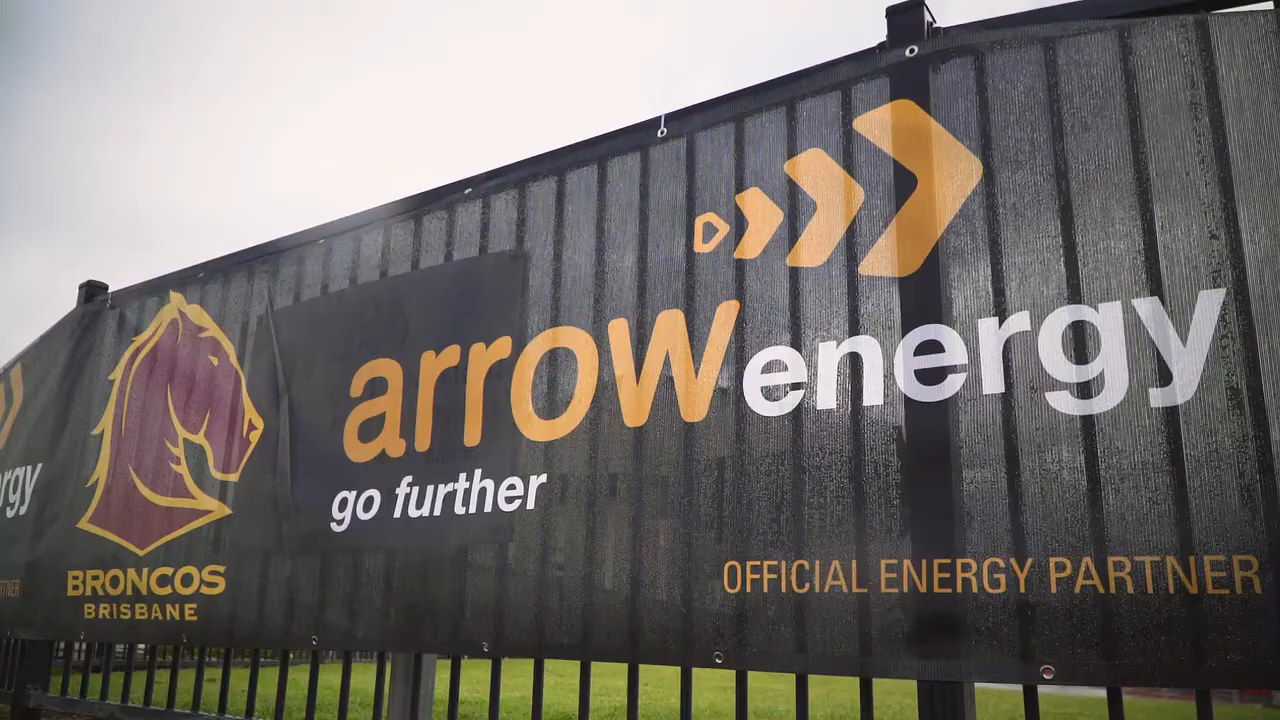 arrowenergy
go further
OFFICIAL ENERGY PARTNER
BRONCOS
BRISBANE